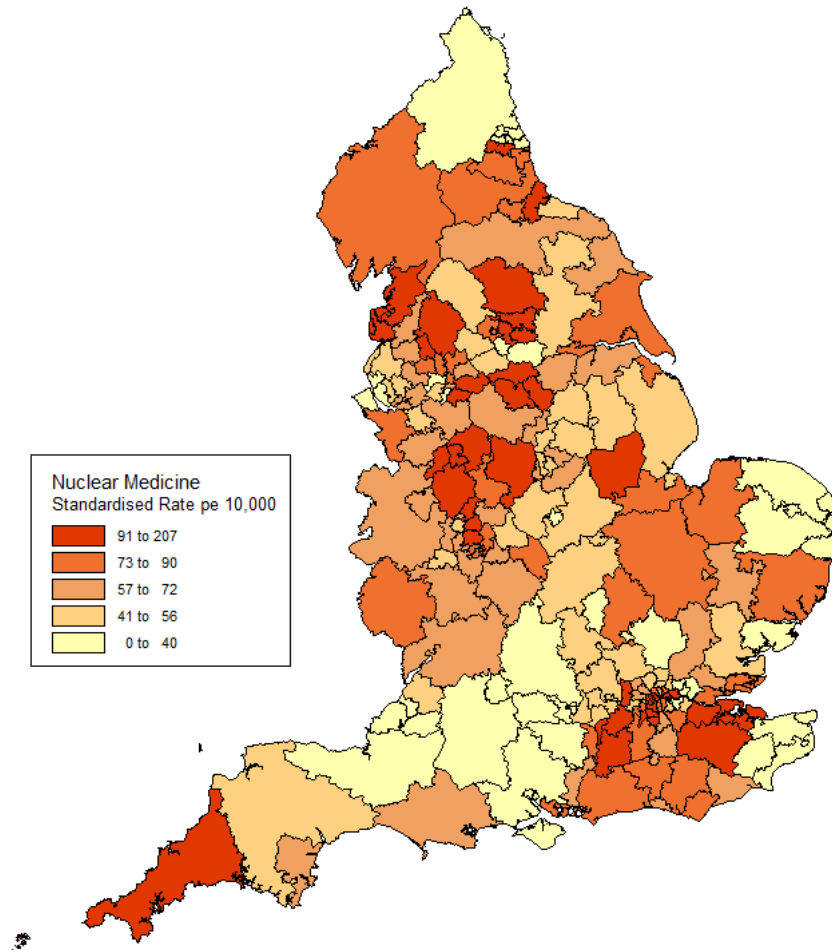 Nuclear Medicine
Standardised Rate pe 10,000
91 to 207
73 to 90
57 to 72
41 to 56
0 to 40